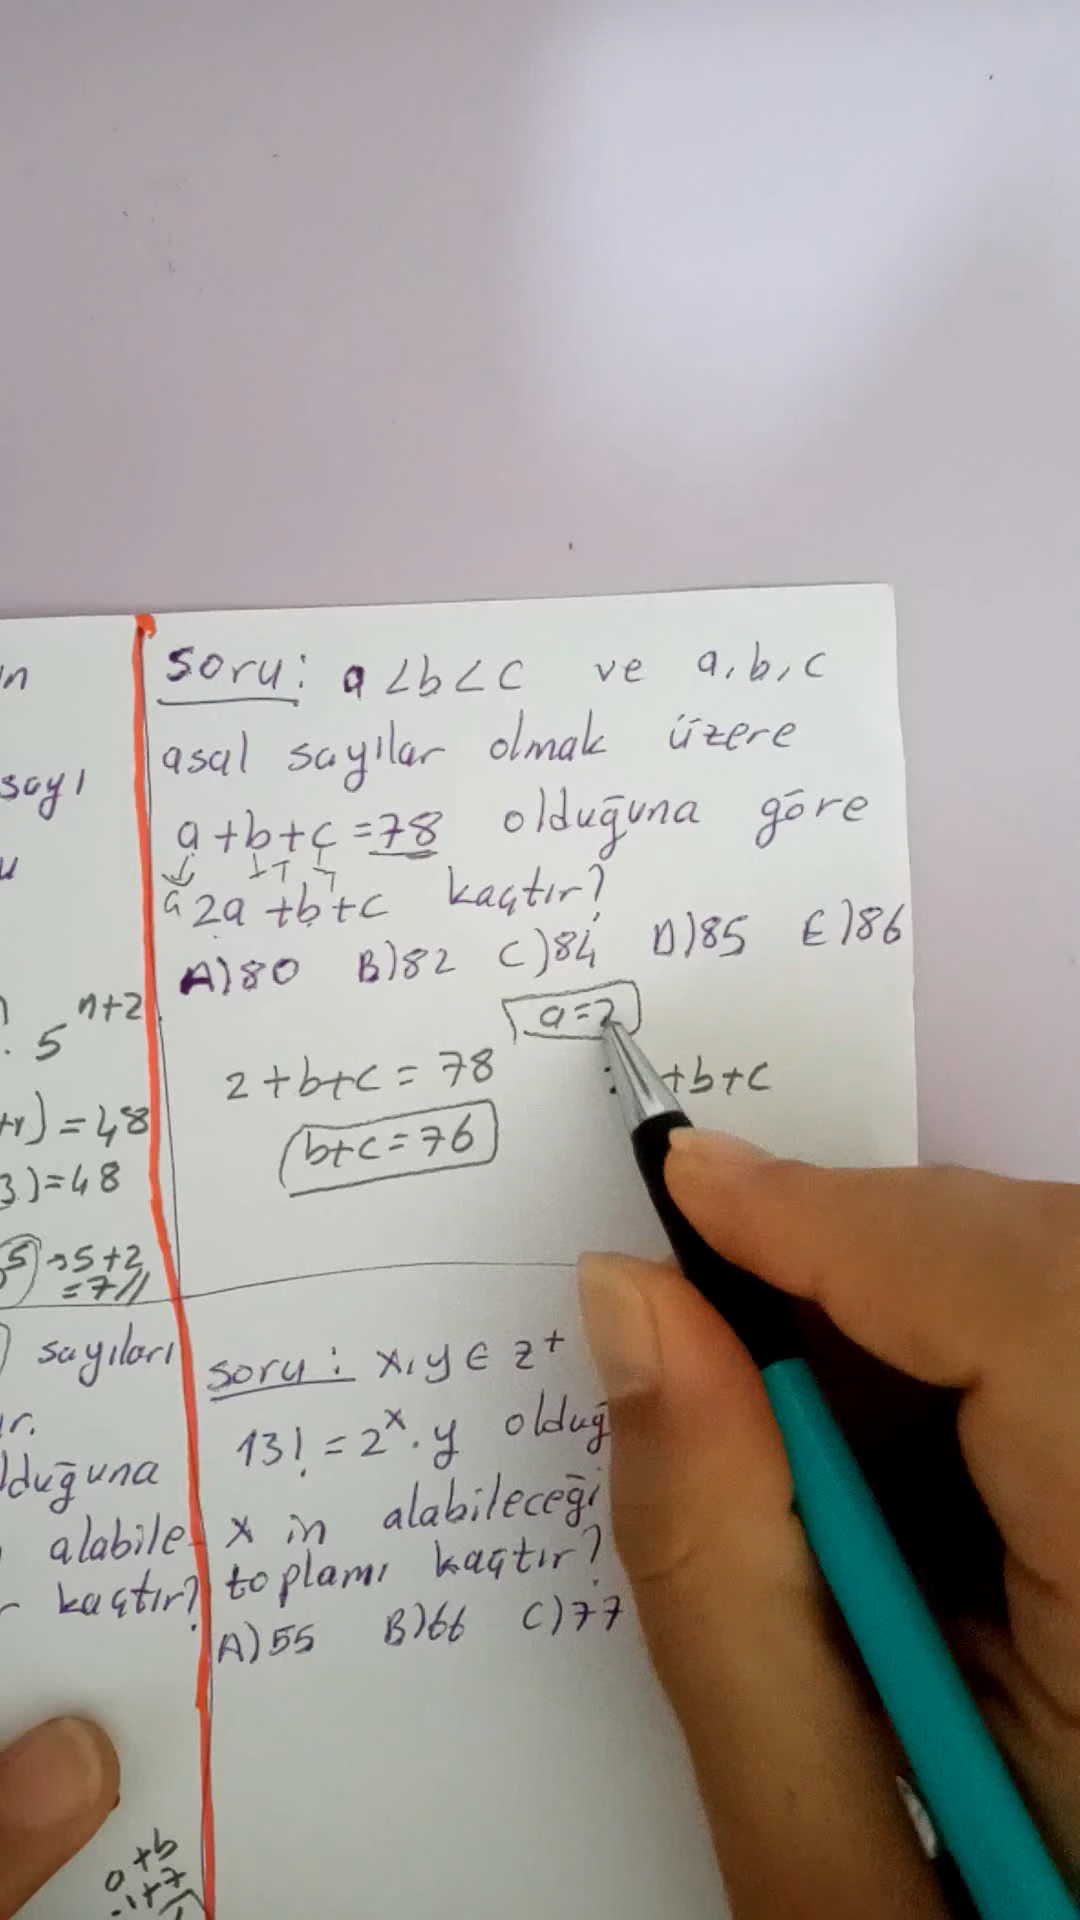 n
sayı
u
5ⁿ⁺²
)=48
3)=48
5 → 5+2
=7//
sayıları
ır.
lduğuna
alabile-
kaçtır?
soru: a<b<c ve a,b,c
asal sayılar olmak üzere
a+b+c=78 olduğuna göre
2a+b+c kaçtır?
A)80 B)82 C)84 D)85 E)86
a=2
2+b+c=78
+b+c
b+c=76
soru: x,y∈z⁺
13!=2ˣ.y olduğ
x in alabileceği
toplamı kaçtır?
A)55 B)66 C)77